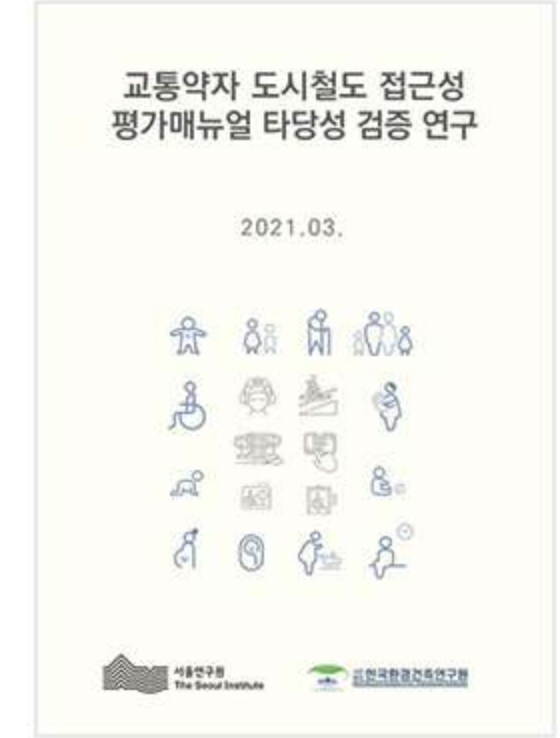 교통약자 도시철도 접근성
평가매뉴얼 타당성 검증 연구
2021.03.
서울연구원
The Seoul Institute
한국환경건축연구원